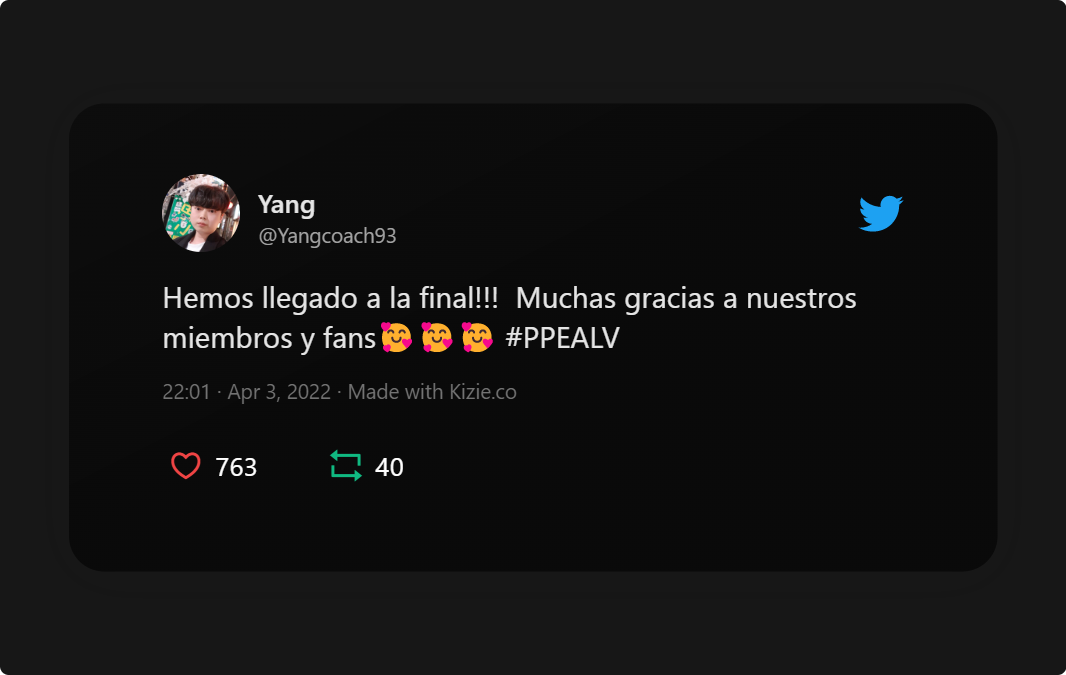 Yang
@Yangcoach93
Hemos llegado a la final!!!  Muchas gracias a nuestros
miembros y fans🥰🥰🥰 #PPEALV
22:01 · Apr 3, 2022 · Made with Kizie.co
763 40